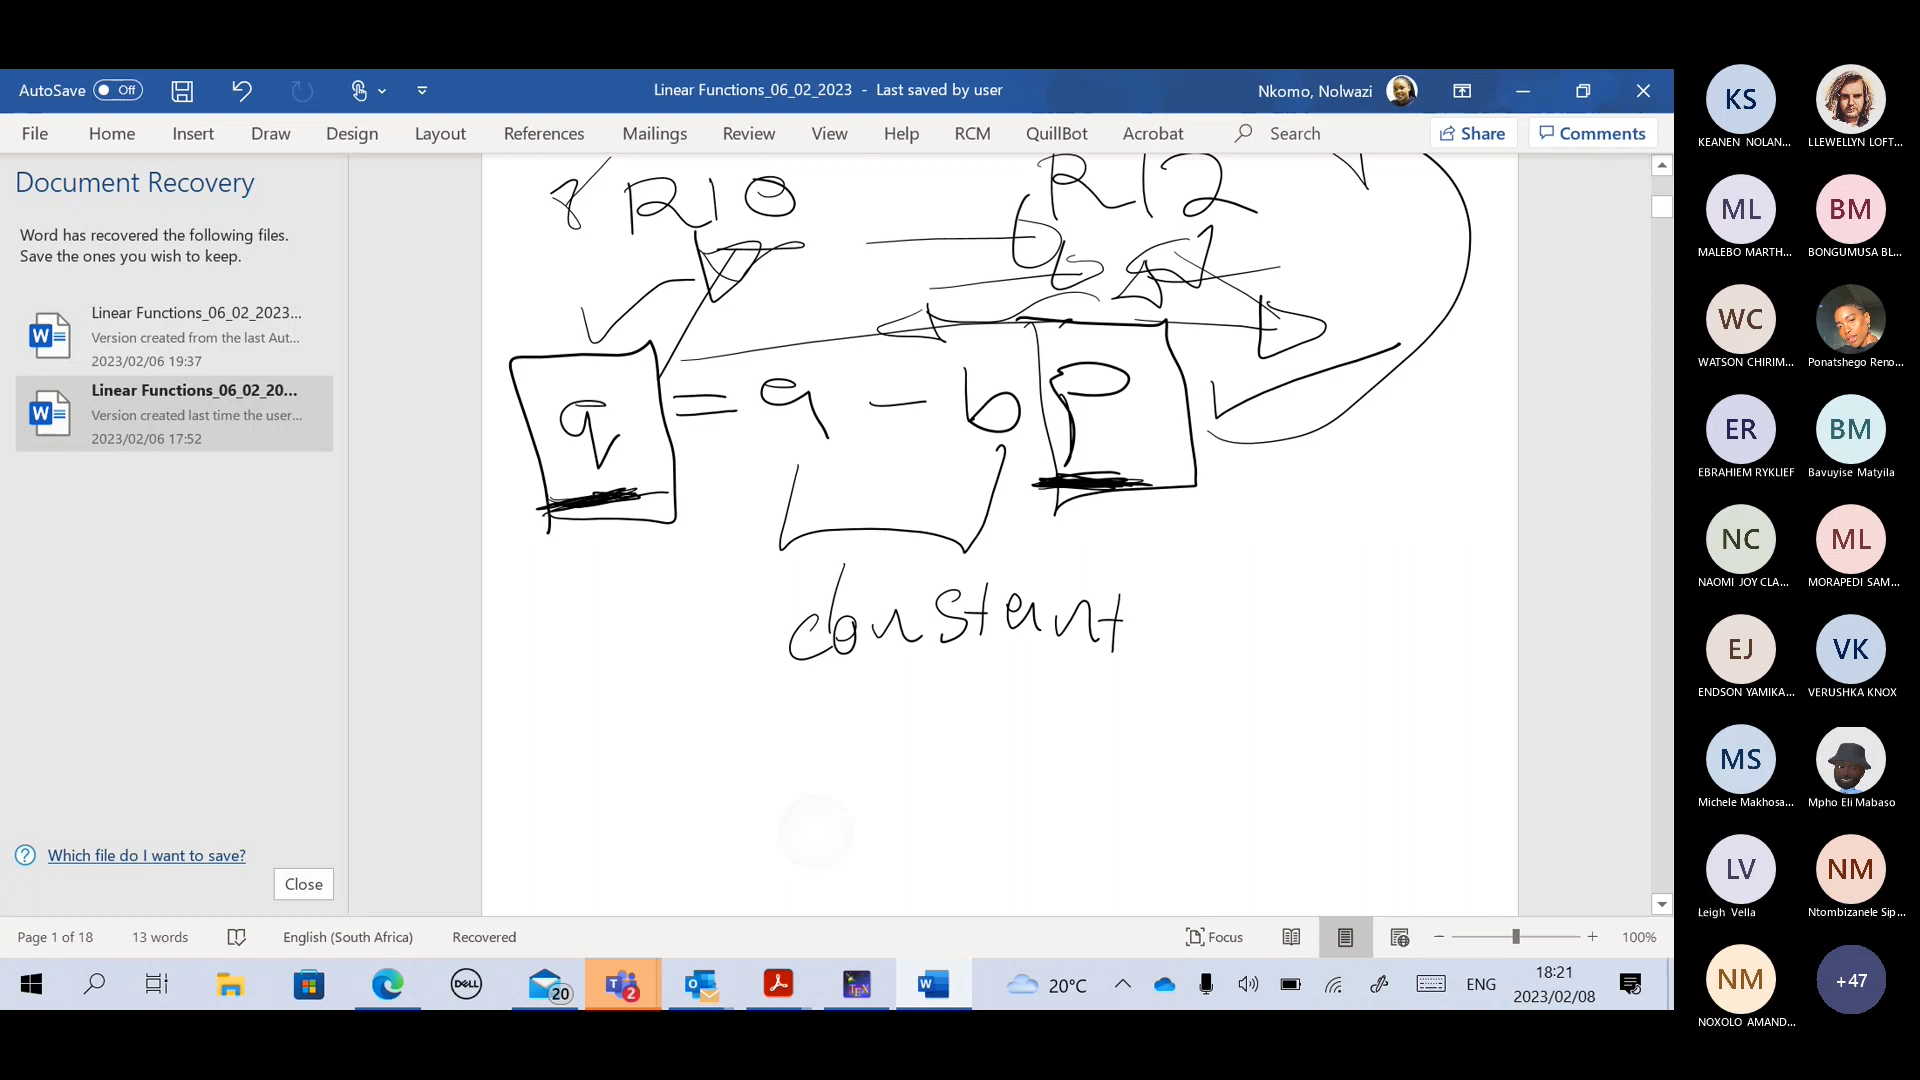 AutoSave Off Linear Functions_06_02_2023 - Last saved by user Nkomo, Nolwazi
File Home Insert Draw Design Layout References Mailings Review View Help RCM QuillBot Acrobat Search Share Comments
Document Recovery
Word has recovered the following files.
Save the ones you wish to keep.
Linear_Functions_06_02_2023...
Version created from the last Aut...
2023/02/06 19:37
Linear Functions_06_02_20...
Version created last time the user...
2023/02/06 17:52
Which file do I want to save?
Close
R10 R12
q = a - b p
constant
Page 1 of 18 13 words English (South Africa) Recovered Focus 100%
DELL 20 T 2 TEX 20°C ENG 18:21
2023/02/08
KS
KEANEN NOLAN... LLEWELLYN LOFT...
ML BM
MALEBO MARTH... BONGUMUSA BL...
WC
WATSON CHIRIM... Ponatshego Reno...
ER BM
EBRAHIEM RYKLIEF Bavuyise Matyila
NC ML
NAOMI JOY CLA... MORAPEDI SAM...
EJ VK
ENDSON YAMIKA... VERUSHKA KNOX
MS
Michele Makhosa... Mpho Eli Mabaso
LV NM
Leigh Vella Ntombizanele Sip...
NM +47
NOXOLO AMAND...